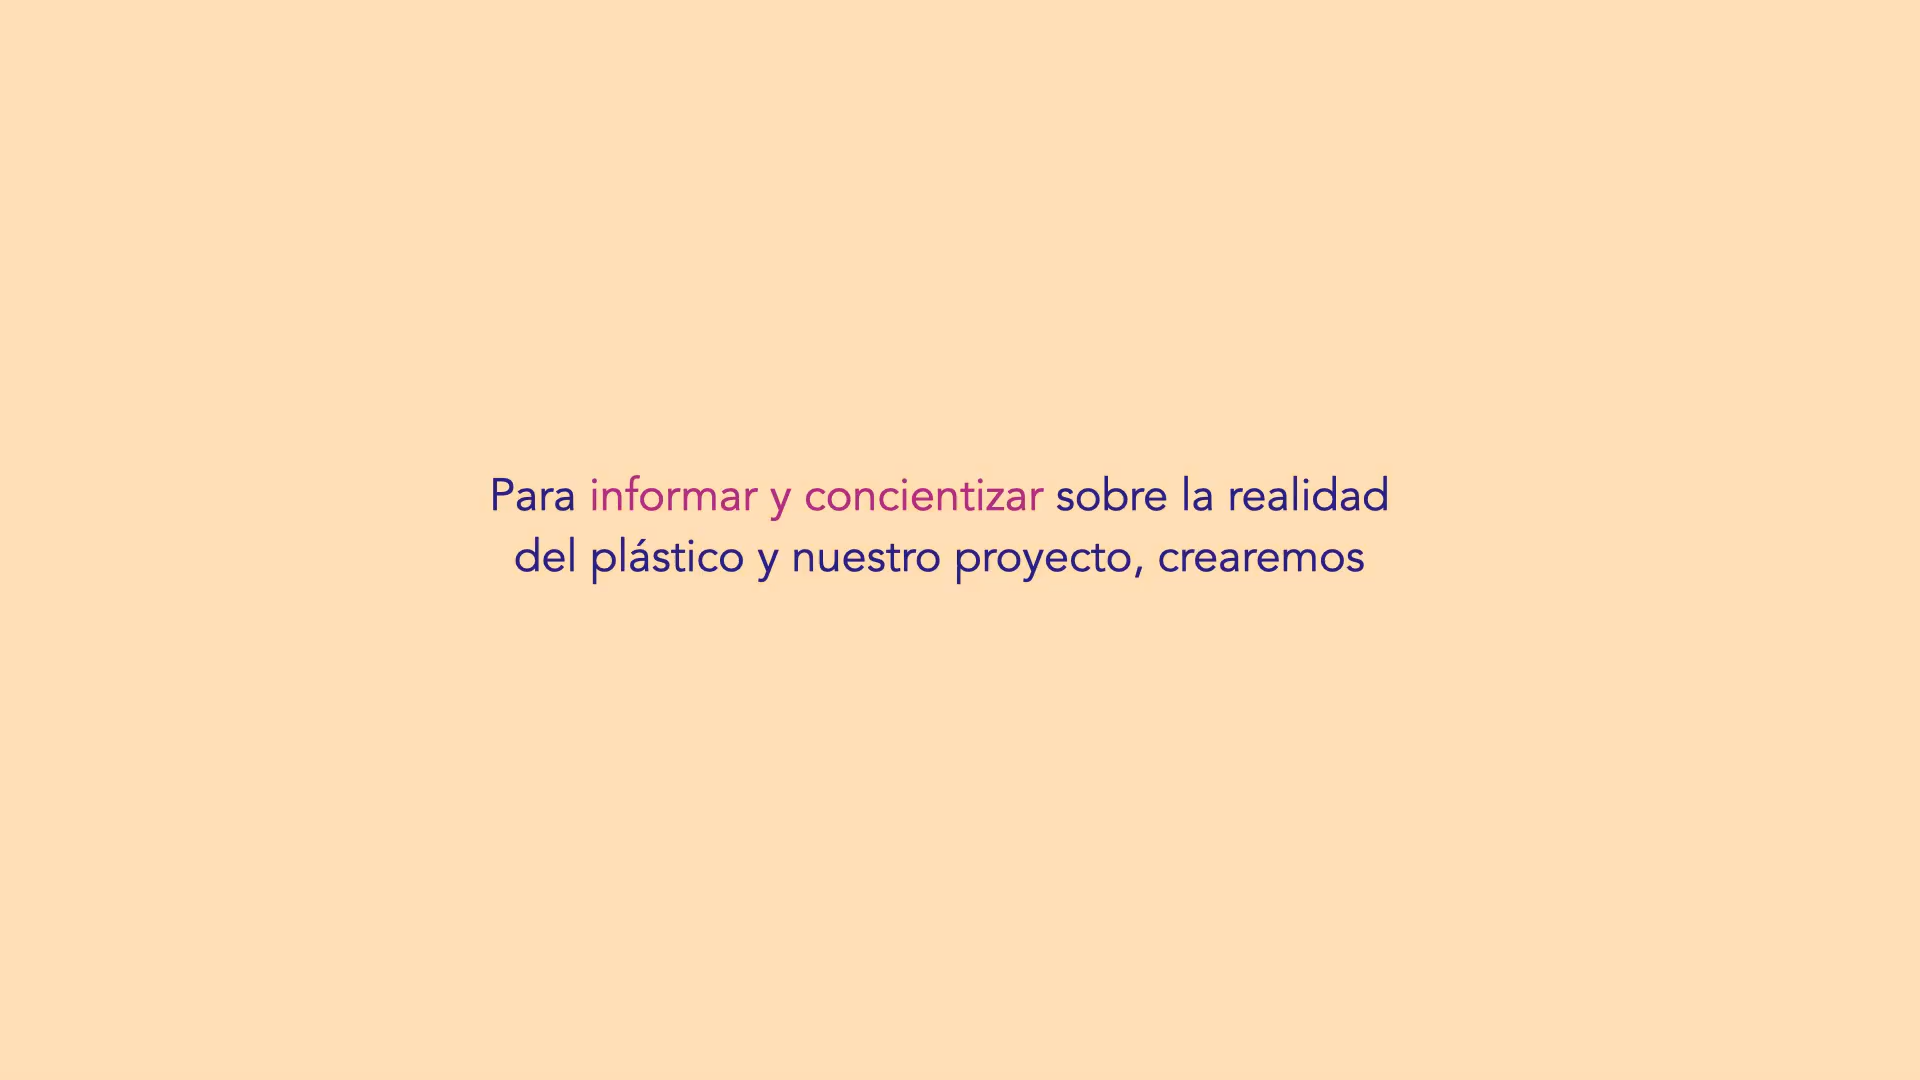 Para informar y concientizar sobre la realidad
del plástico y nuestro proyecto, crearemos